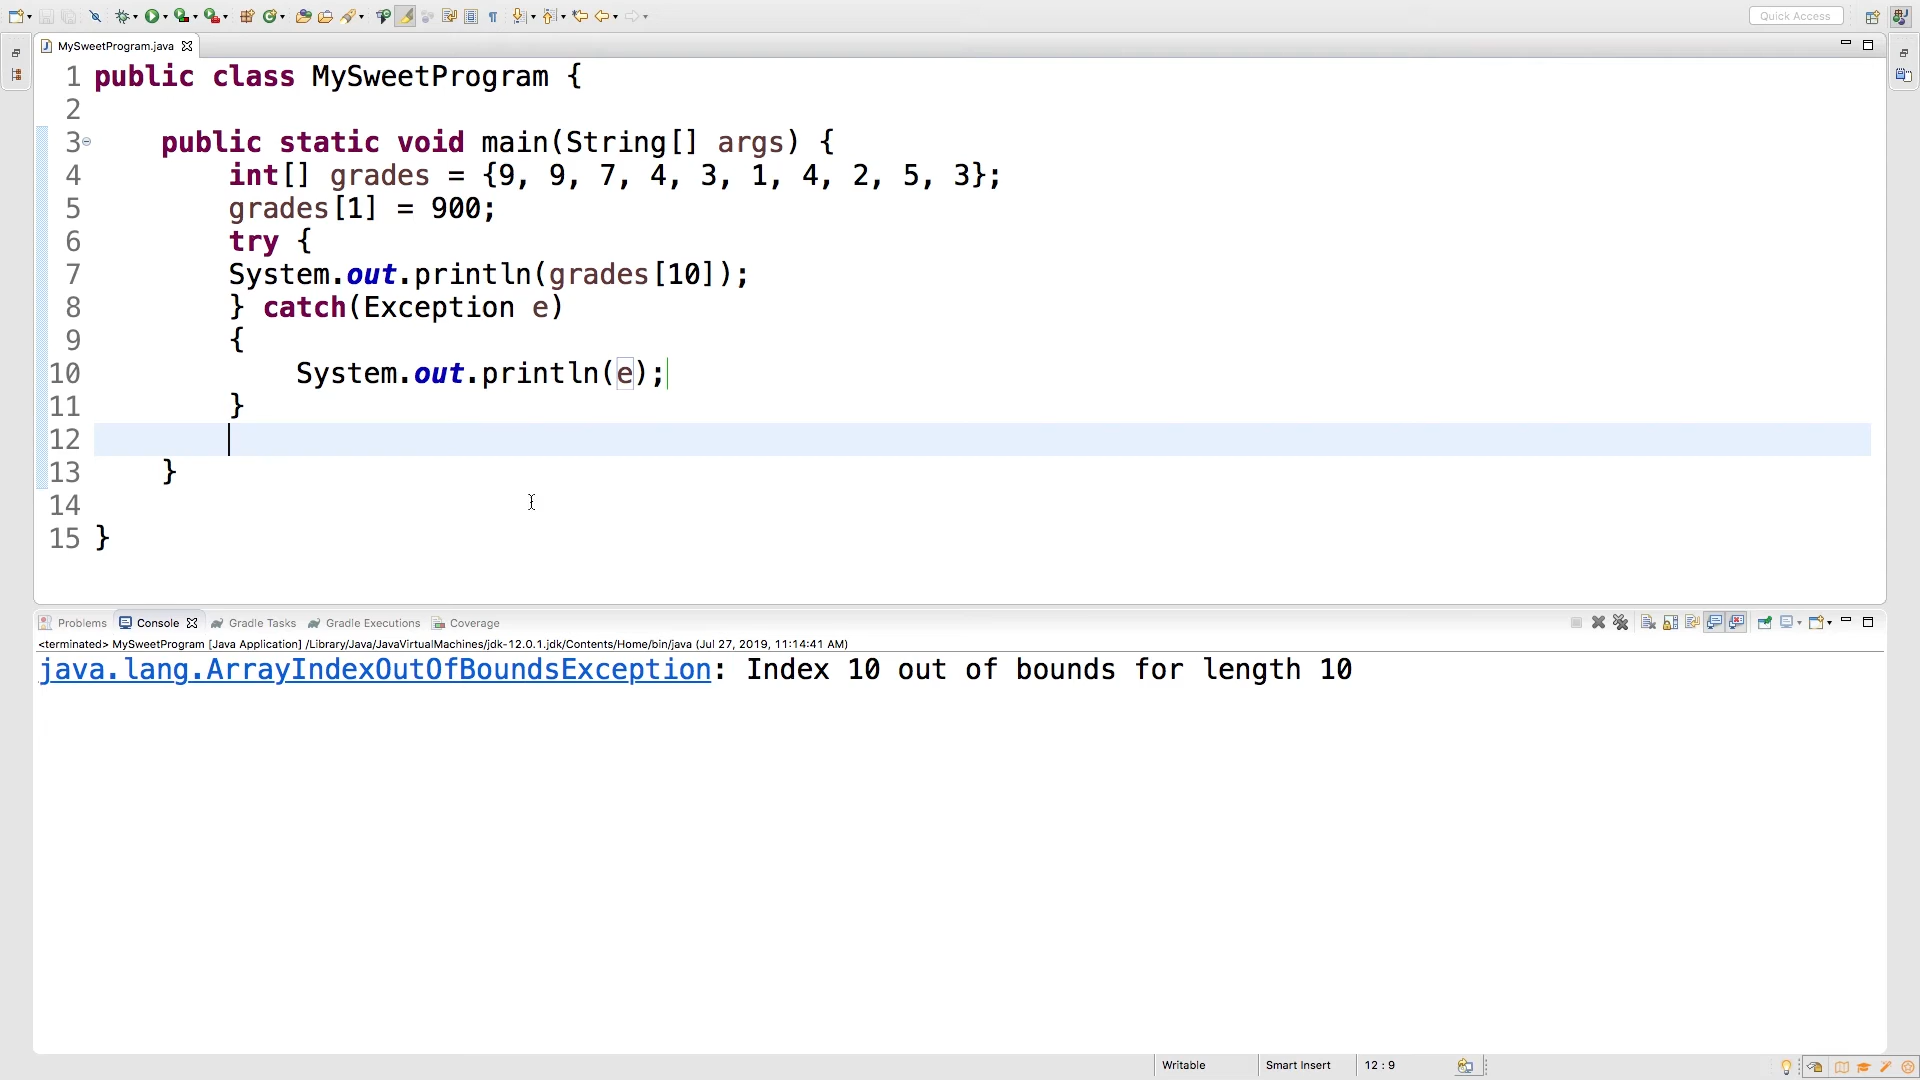 Quick Access
MySweetProgram.java
1 public class MySweetProgram {
2
3     public static void main(String[] args) {
4         int[] grades = {9, 9, 7, 4, 3, 1, 4, 2, 5, 3};
5         grades[1] = 900;
6         try {
7         System.out.println(grades[10]);
8         } catch(Exception e)
9         {
10             System.out.println(e);
11         }
12
13     }
14
15 }
Problems Console Gradle Tasks Gradle Executions Coverage
<terminated> MySweetProgram [Java Application] /Library/Java/JavaVirtualMachines/jdk-12.0.1.jdk/Contents/Home/bin/java (Jul 27, 2019, 11:14:41 AM)
java.lang.ArrayIndexOutOfBoundsException: Index 10 out of bounds for length 10
Writable Smart Insert 12 : 9